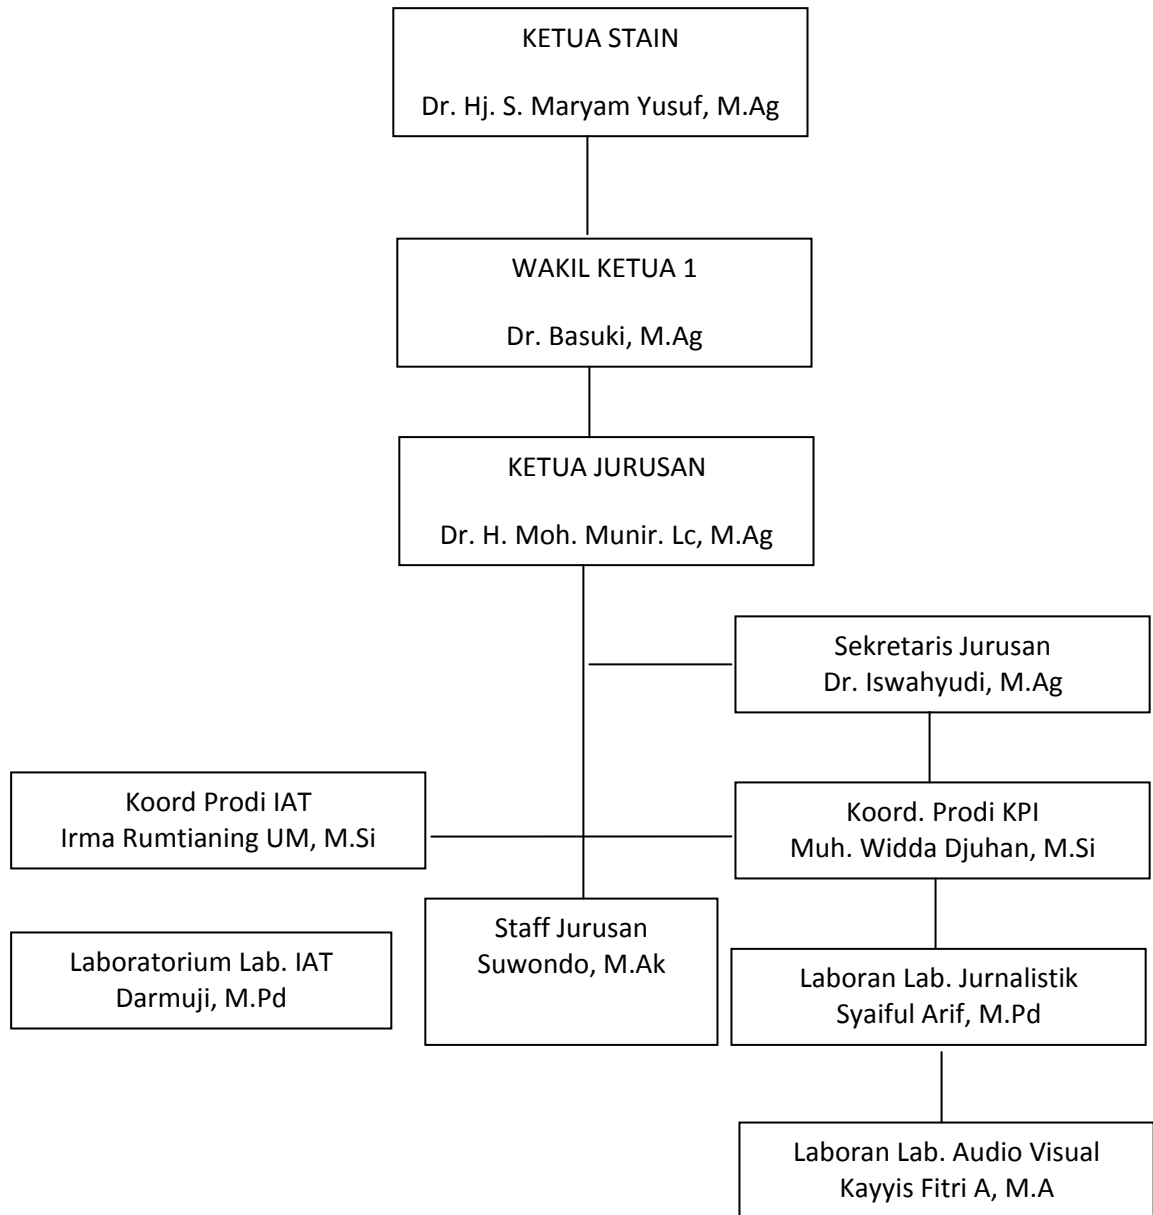 KETUA STAIN
Dr. Hj. S. Maryam Yusuf, M.Ag
WAKIL KETUA 1
Dr. Basuki, M.Ag
KETUA JURUSAN
Dr. H. Moh. Munir. Lc, M.Ag
Sekretaris Jurusan
Dr. Iswahyudi, M.Ag
Koord Prodi IAT
Irma Rumtianing UM, M.Si
Koord. Prodi KPI
Muh. Widda Djuhan, M.Si
Laboratorium Lab. IAT
Darmuji, M.Pd
Staff Jurusan
Suwondo, M.Ak
Laboran Lab. Jurnalistik
Syaiful Arif, M.Pd
Laboran Lab. Audio Visual
Kayyis Fitri A, M.A